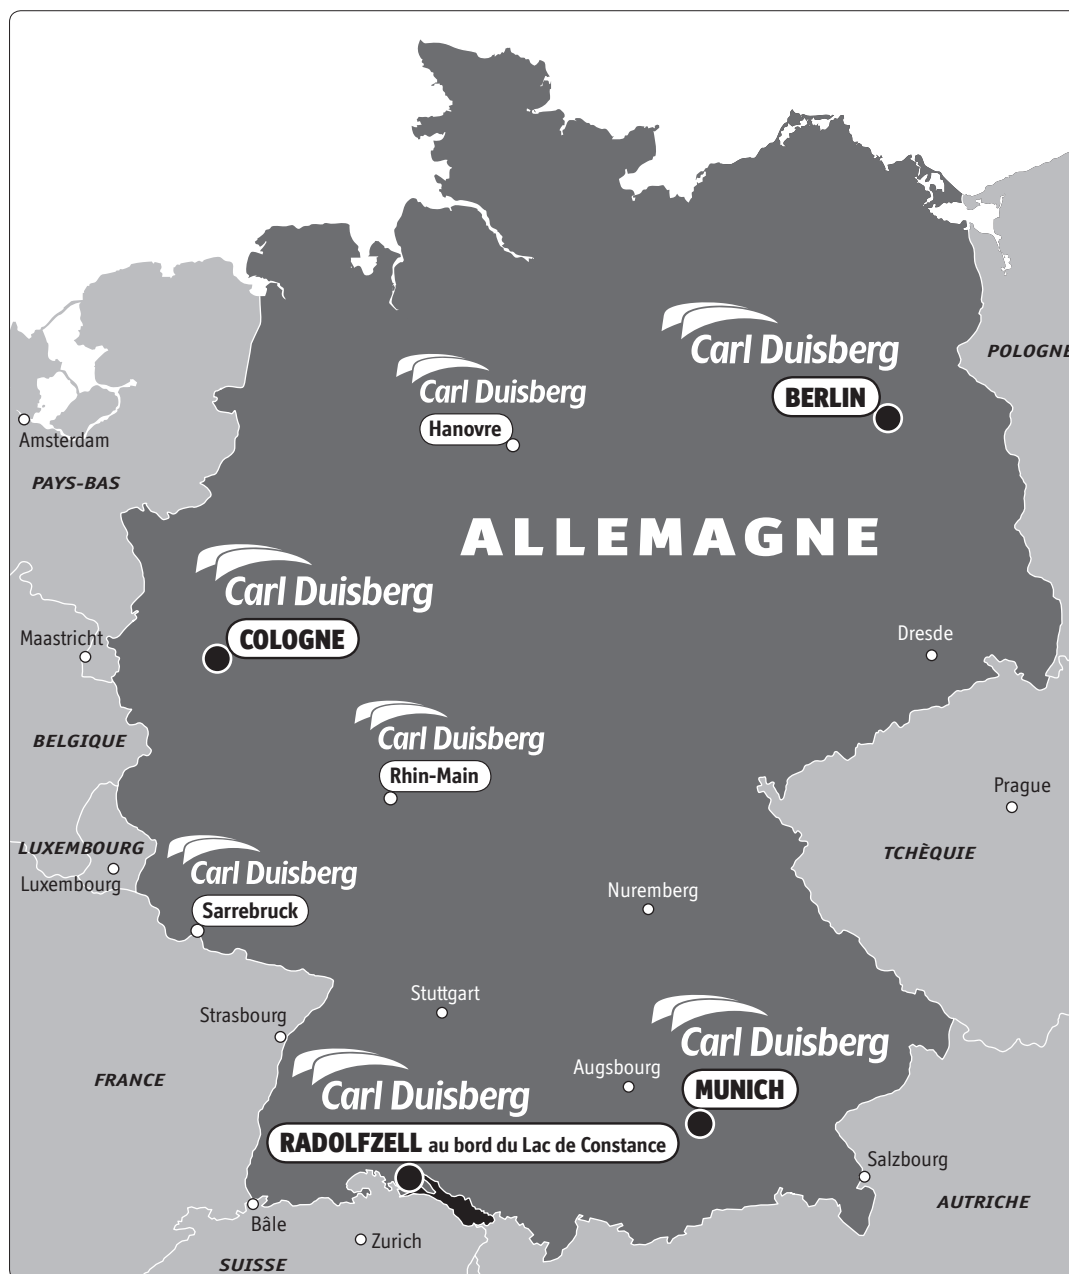 Carl Duisberg
BERLIN
POLOGNE
Carl Duisberg
Hanovre
Amsterdam
PAYS-BAS
ALLEMAGNE
Carl Duisberg
COLOGNE
Maastricht
Dresde
BELGIQUE
Carl Duisberg
Rhin-Main
Prague
LUXEMBOURG
Luxembourg
TCHÈQUIE
Carl Duisberg
Sarrebruck
Nuremberg
Stuttgart
Strasbourg
Carl Duisberg
MUNICH
Augsbourg
FRANCE
Carl Duisberg
RADOLFZELL au bord du Lac de Constance
Salzbourg
AUTRICHE
Bâle
Zurich
SUISSE